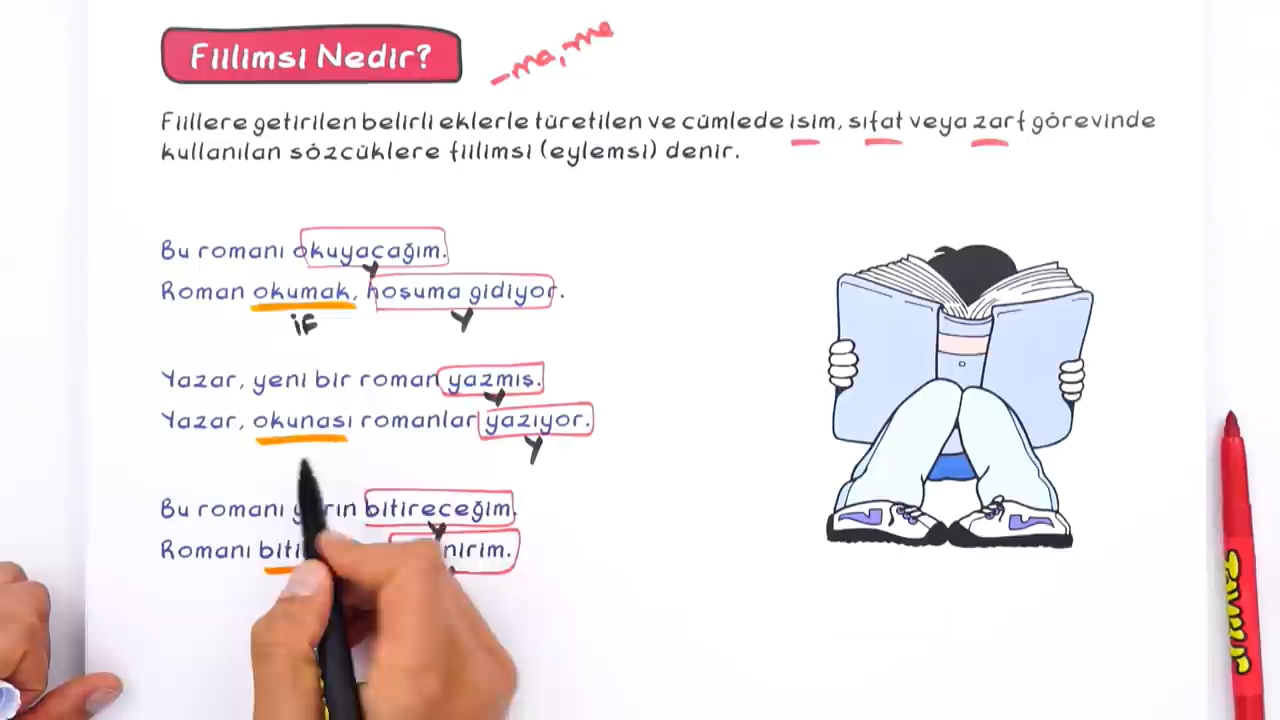 Fiilimsi Nedir?
-ma, -me
Fiillere getirilen belirli eklerle türetilen ve cümlede isim, sıfat veya zarf görevinde
kullanılan sözcüklere fiilimsi (eylemsi) denir.
Bu romanı okuyacağım.
Y
Roman okumak, hoşuma gidiyor.
iF Y
Yazar, yeni bir roman yazmış.
Y
Yazar, okunası romanlar yazıyor.
Y
Bu romanı bitireceğim.
Y
Romanı